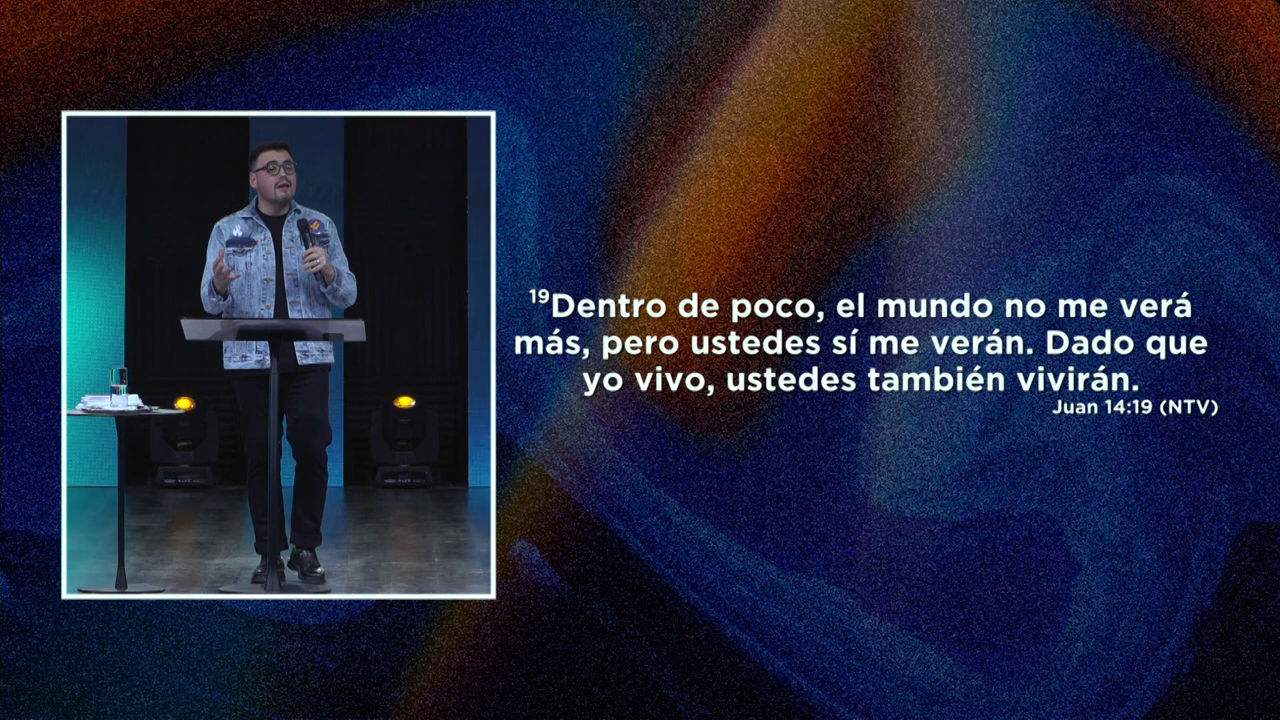 ¹⁹Dentro de poco, el mundo no me verá
más, pero ustedes sí me verán. Dado que
yo vivo, ustedes también vivirán.
Juan 14:19 (NTV)